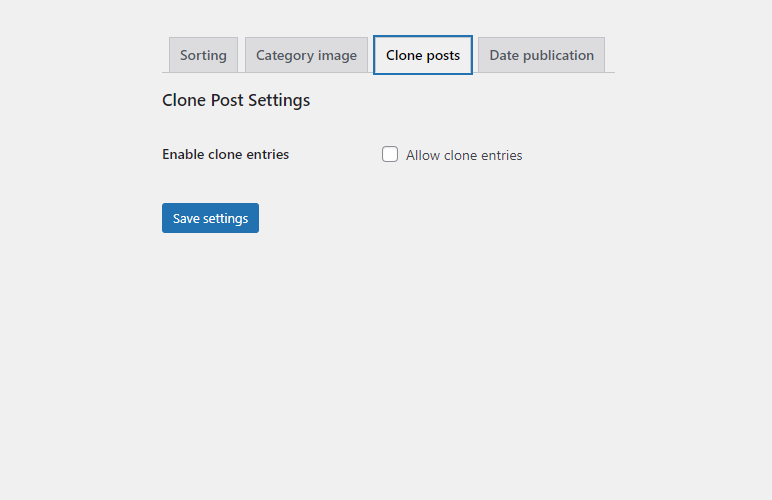 Sorting Category image Clone posts Date publication
Clone Post Settings
Enable clone entries Allow clone entries
Save settings